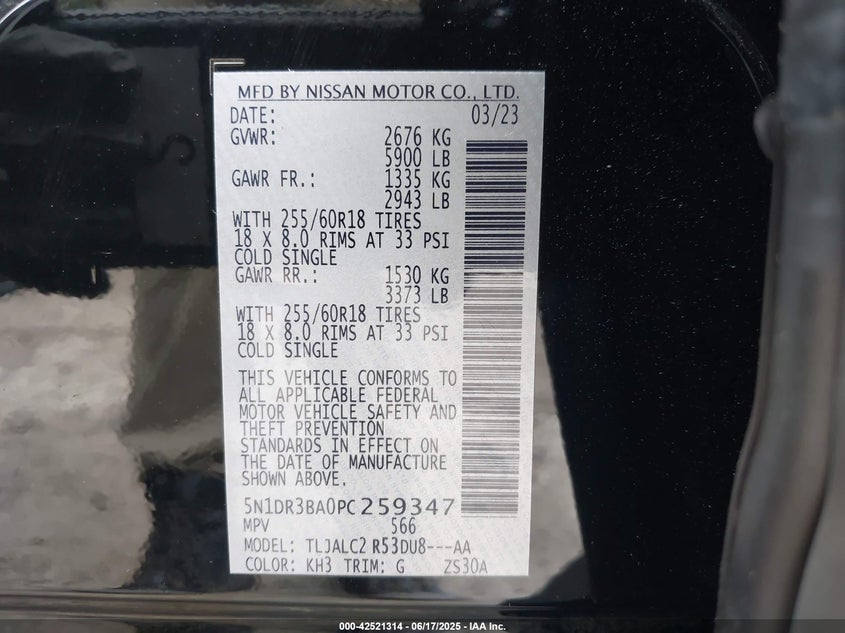 MFD BY NISSAN MOTOR CO., LTD.
DATE: 03/23
GVWR: 2676 KG
5900 LB
GAWR FR.: 1335 KG
2943 LB
WITH 255/60R18 TIRES
18 X 8.0 RIMS AT 33 PSI
COLD SINGLE
GAWR RR.: 1530 KG
3373 LB
WITH 255/60R18 TIRES
18 X 8.0 RIMS AT 33 PSI
COLD SINGLE
THIS VEHICLE CONFORMS TO
ALL APPLICABLE FEDERAL
MOTOR VEHICLE SAFETY AND
THEFT PREVENTION
STANDARDS IN EFFECT ON
THE DATE OF MANUFACTURE
SHOWN ABOVE.
5N1DR3BA0PC259347
MPV 566
MODEL: TLJALC2 R53DU8---AA
COLOR: KH3 TRIM: G ZS30A
000-42521314 - 06/17/2025 - IAA Inc.